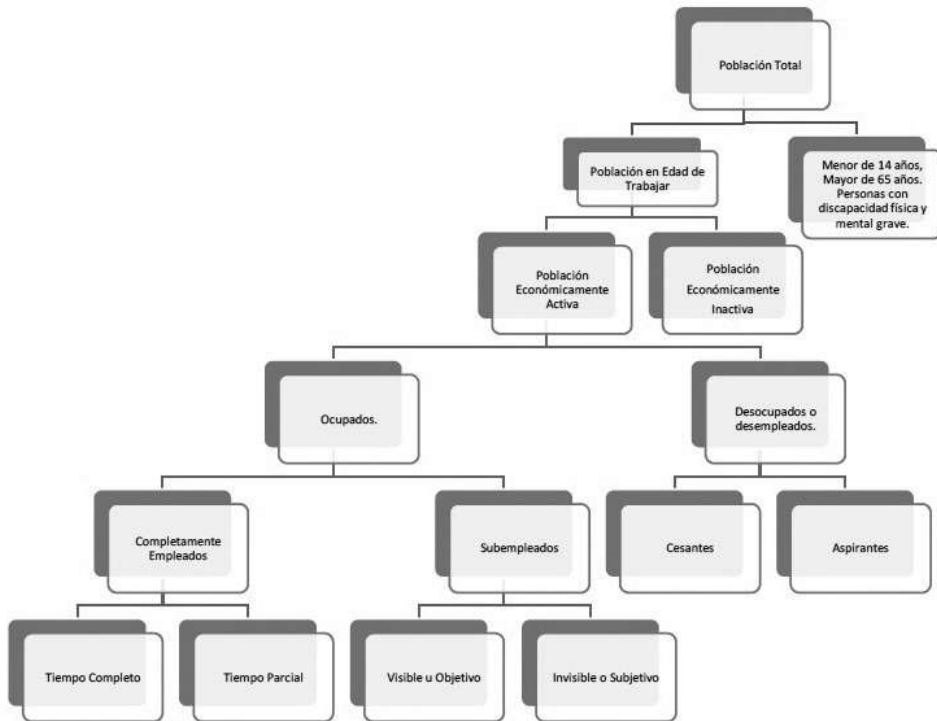 Población Total
Población en Edad de
Trabajar
Menor de 14 años,
Mayor de 65 años.
Personas con
discapacidad física y
mental grave.
Población
Económicamente
Activa
Población
Económicamente
Inactiva
Ocupados.
Desocupados o
desempleados.
Completamente
Empleados
Subempleados
Cesantes
Aspirantes
Tiempo Completo
Tiempo Parcial
Visible u Objetivo
Invisible o Subjetivo